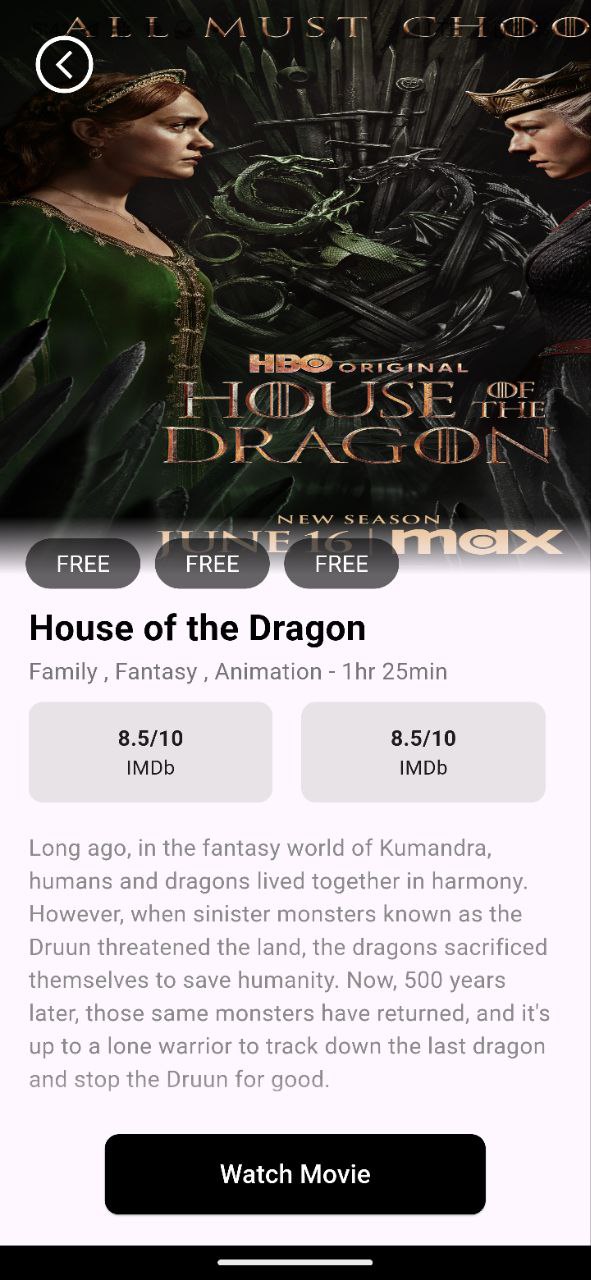 ALL MUST CHOO
HBO ORIGINAL
HOUSE OF THE
DRAGON
NEW SEASON
JUNE 16 | max
FREE FREE FREE
House of the Dragon
Family , Fantasy , Animation - 1hr 25min
8.5/10 8.5/10
IMDb IMDb
Long ago, in the fantasy world of Kumandra,
humans and dragons lived together in harmony.
However, when sinister monsters known as the
Druun threatened the land, the dragons sacrificed
themselves to save humanity. Now, 500 years
later, those same monsters have returned, and it's
up to a lone warrior to track down the last dragon
and stop the Druun for good.
Watch Movie